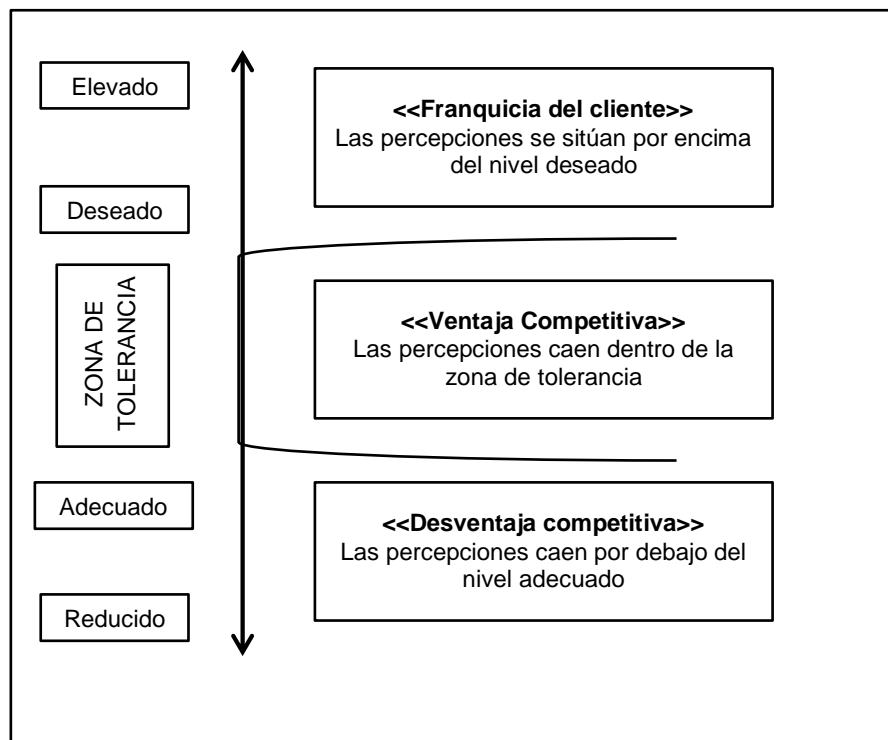 Elevado
<<Franquicia del cliente>>
Las percepciones se sitúan por encima
del nivel deseado
Deseado
ZONA DE
TOLERANCIA
<<Ventaja Competitiva>>
Las percepciones caen dentro de la
zona de tolerancia
Adecuado
<<Desventaja competitiva>>
Las percepciones caen por debajo del
nivel adecuado
Reducido